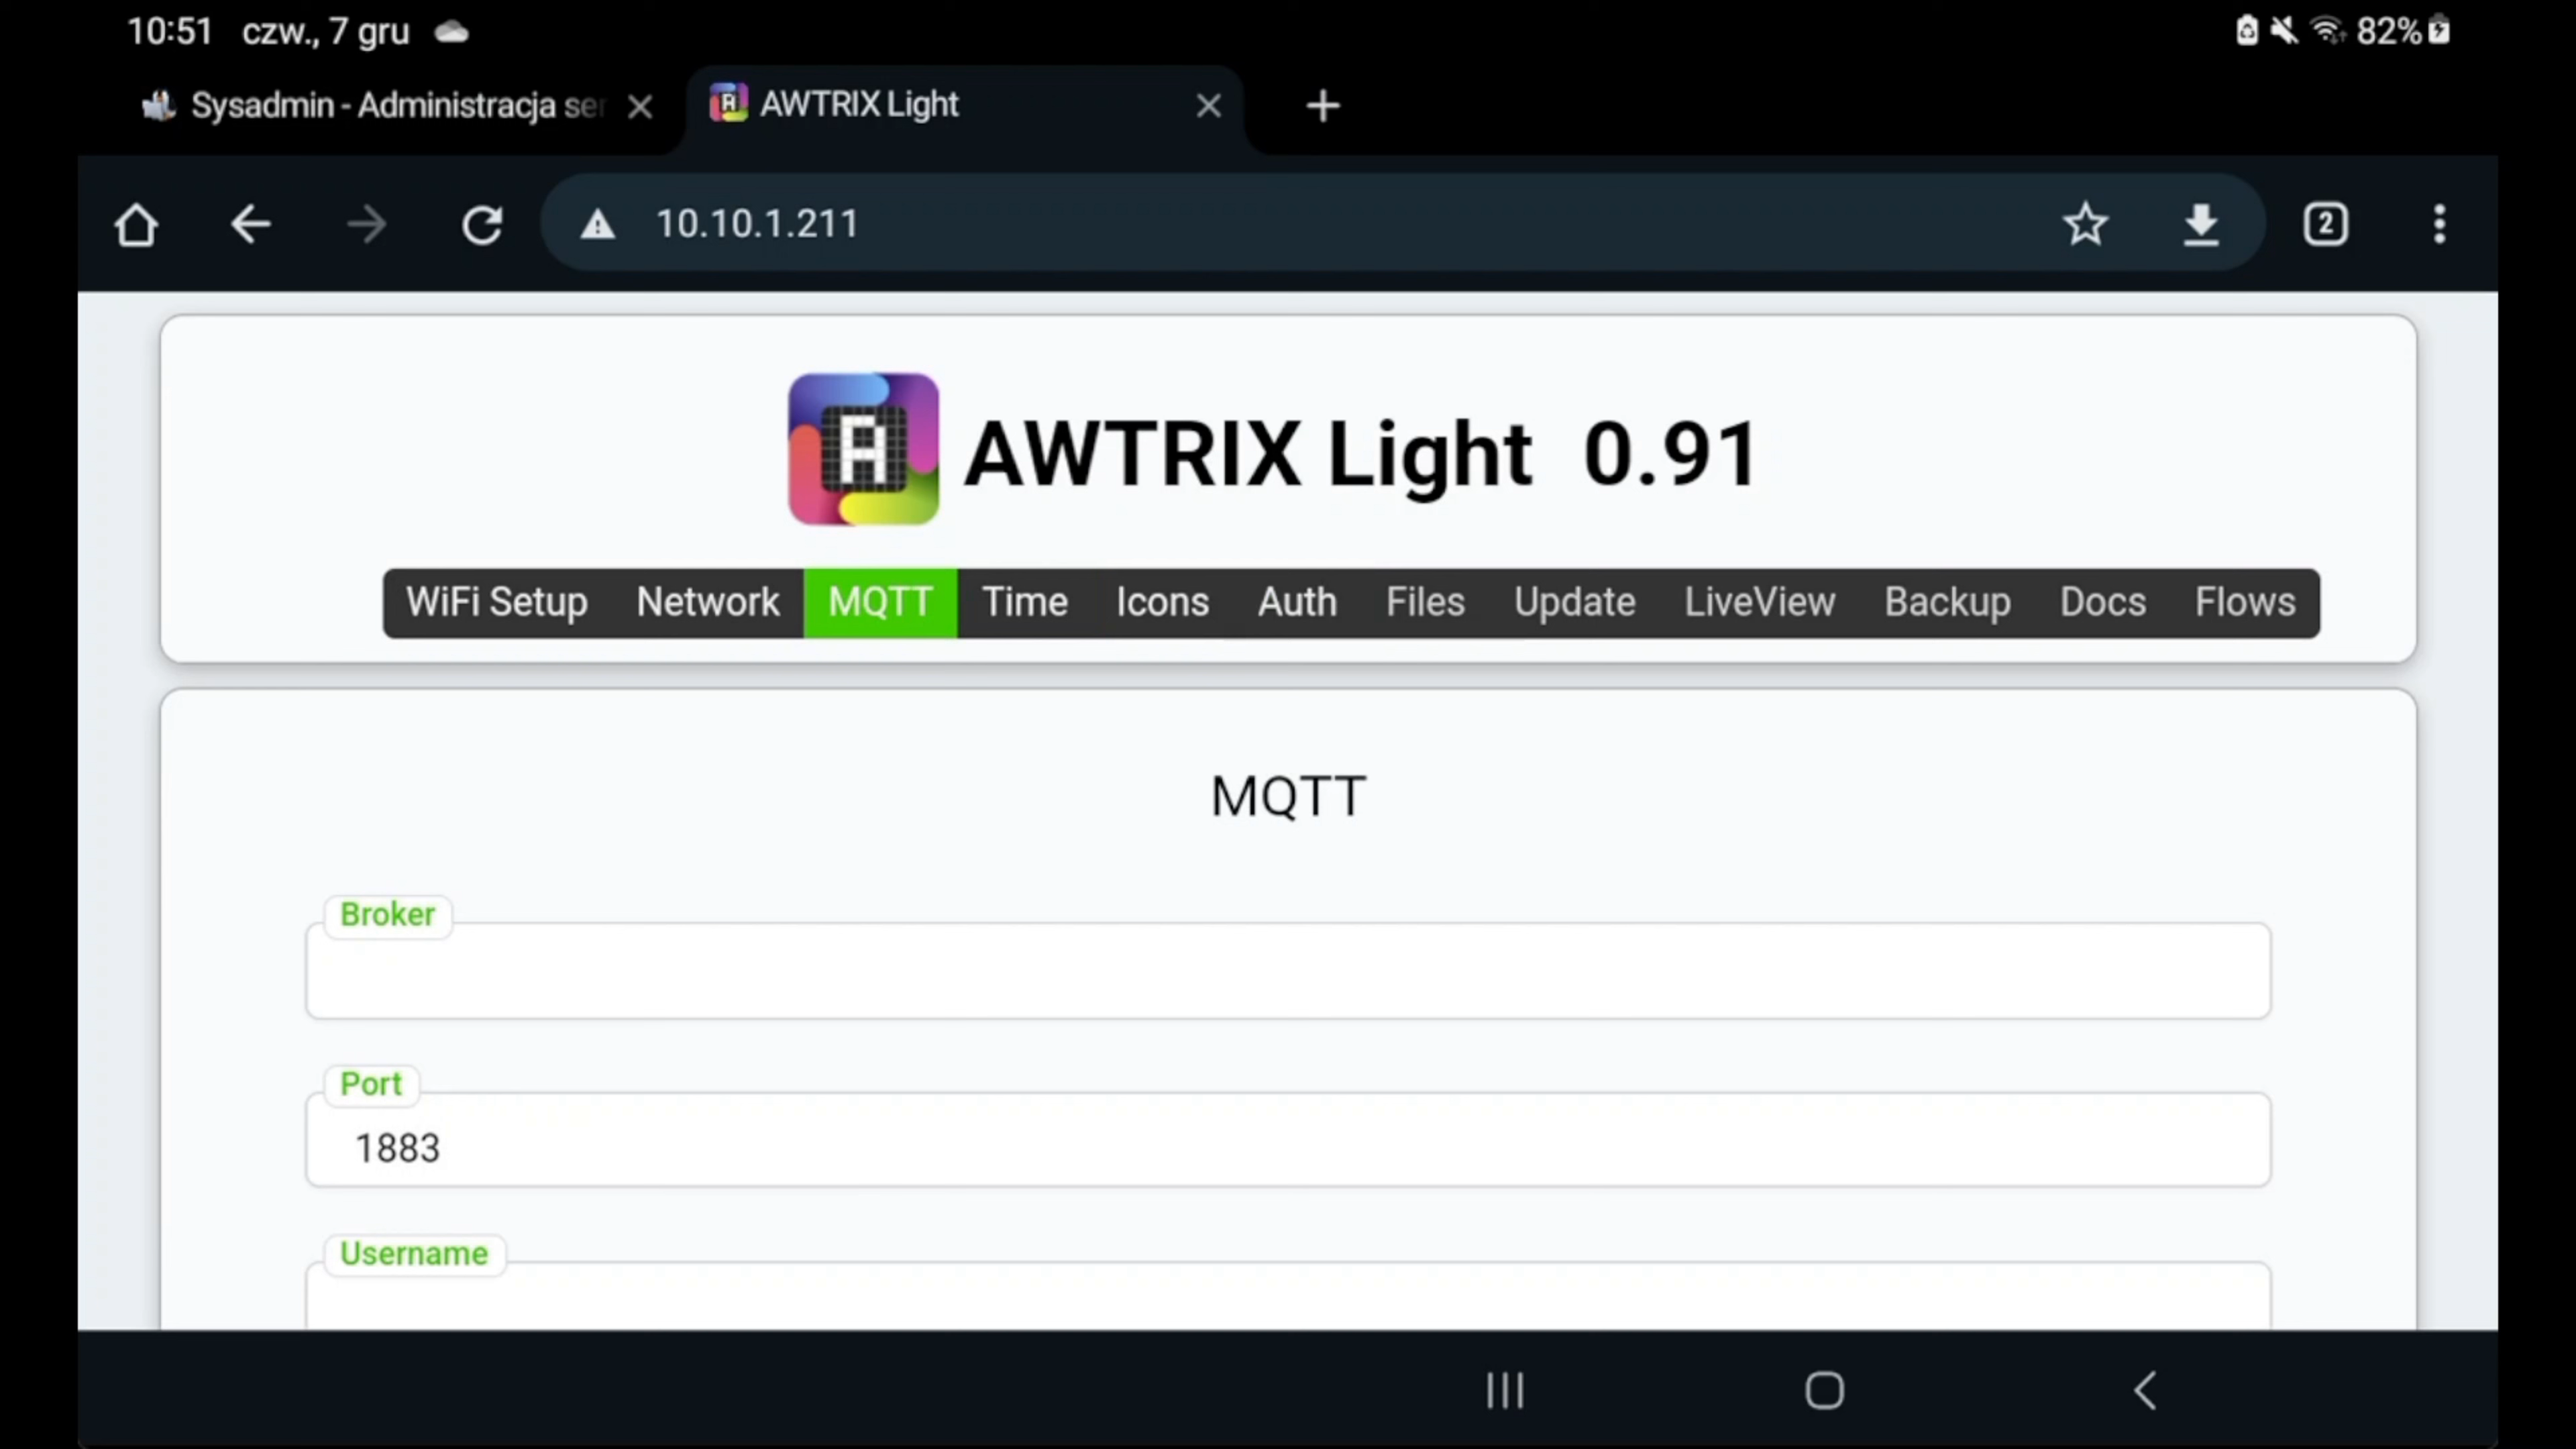 10:51 czw., 7 gru 82%
Sysadmin - Administracja ser
AWTRIX Light
10.10.1.211
2
AWTRIX Light 0.91
WiFi Setup Network MQTT Time Icons Auth Files Update LiveView Backup Docs Flows
MQTT
Broker
Port
1883
Username